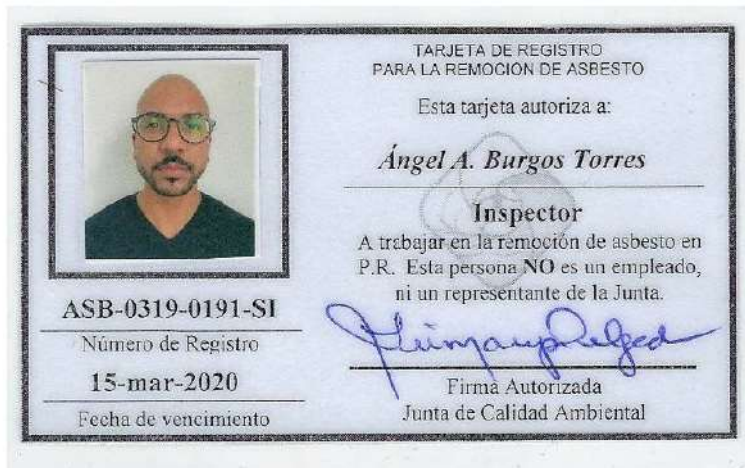 ASB-0319-0191-SI
Número de Registro
15-mar-2020
Fecha de vencimiento
TARJETA DE REGISTRO
PARA LA REMOCION DE ASBESTO
Esta tarjeta autoriza a:
Ángel A. Burgos Torres
Inspector
A trabajar en la remoción de asbesto en
P.R. Esta persona NO es un empleado,
ni un representante de la Junta.
Firma Autorizada
Junta de Calidad Ambiental